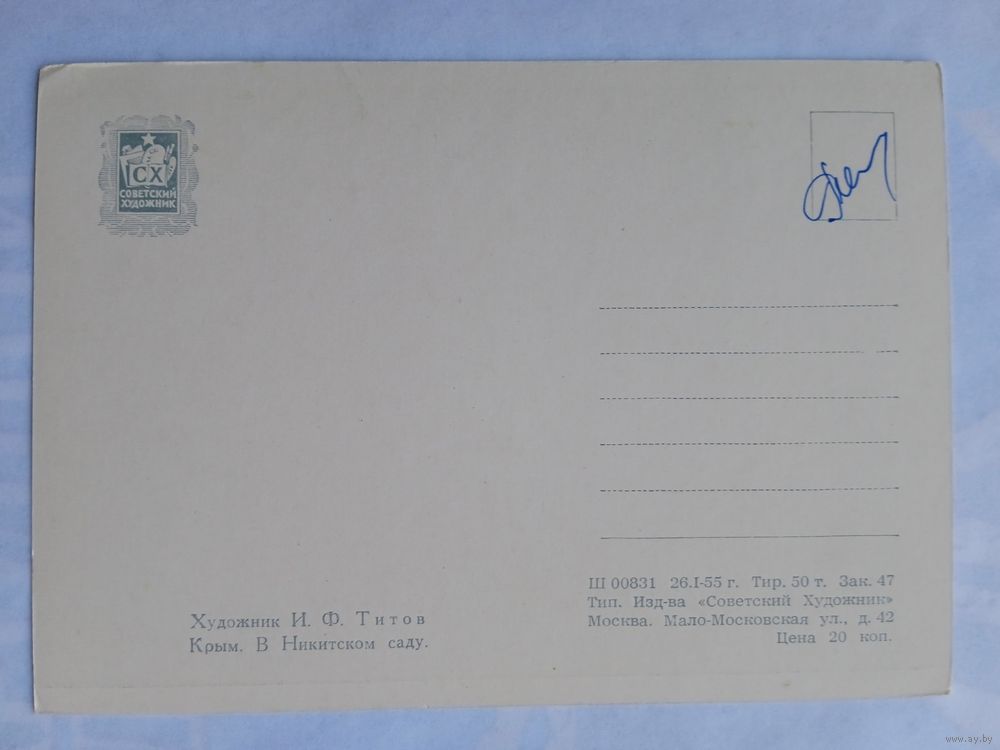 СХ
СОВЕТСКИЙ
ХУДОЖНИК
Художник И. Ф. Титов
Крым. В Никитском саду.
Ш 00831 26.I-55 г. Тир. 50 т. Зак. 47
Тип. Изд-ва «Советский Художник»
Москва. Мало-Московская ул., д. 42
Цена 20 коп.
www.ay.by